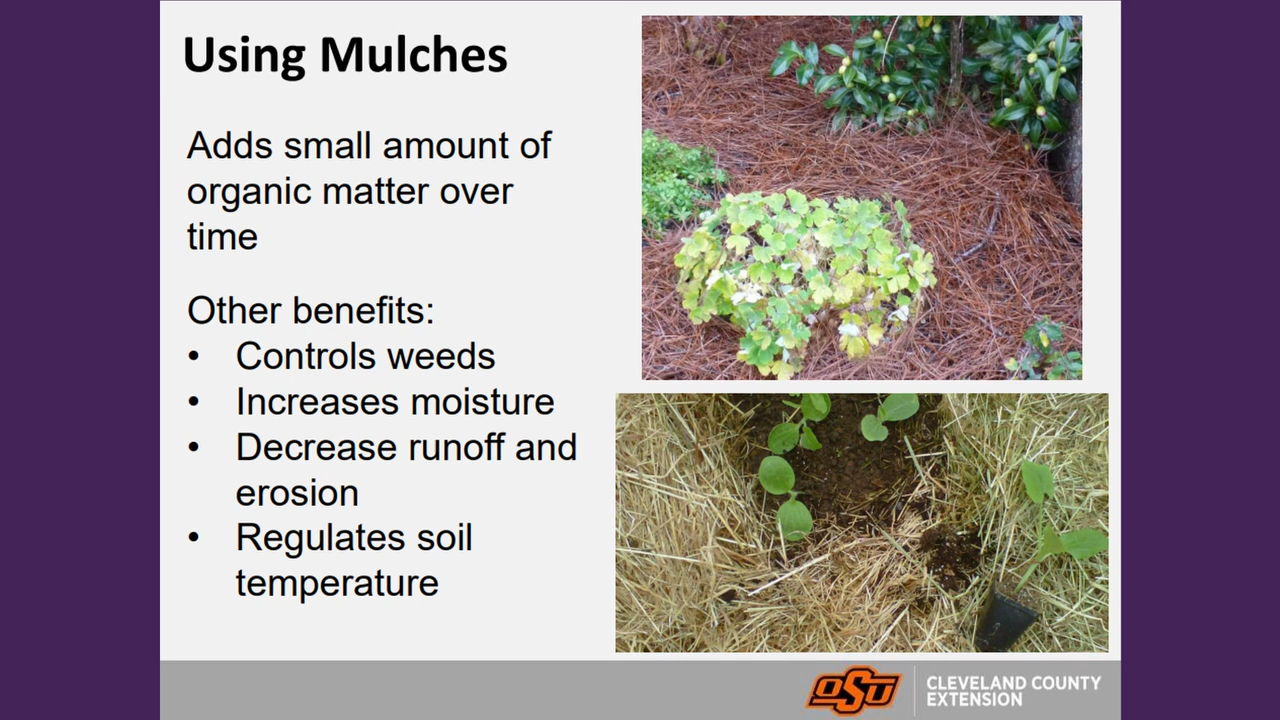 Using Mulches
Adds small amount of
organic matter over
time
Other benefits:
• Controls weeds
• Increases moisture
• Decrease runoff and
erosion
• Regulates soil
temperature
OSU
CLEVELAND COUNTY
EXTENSION